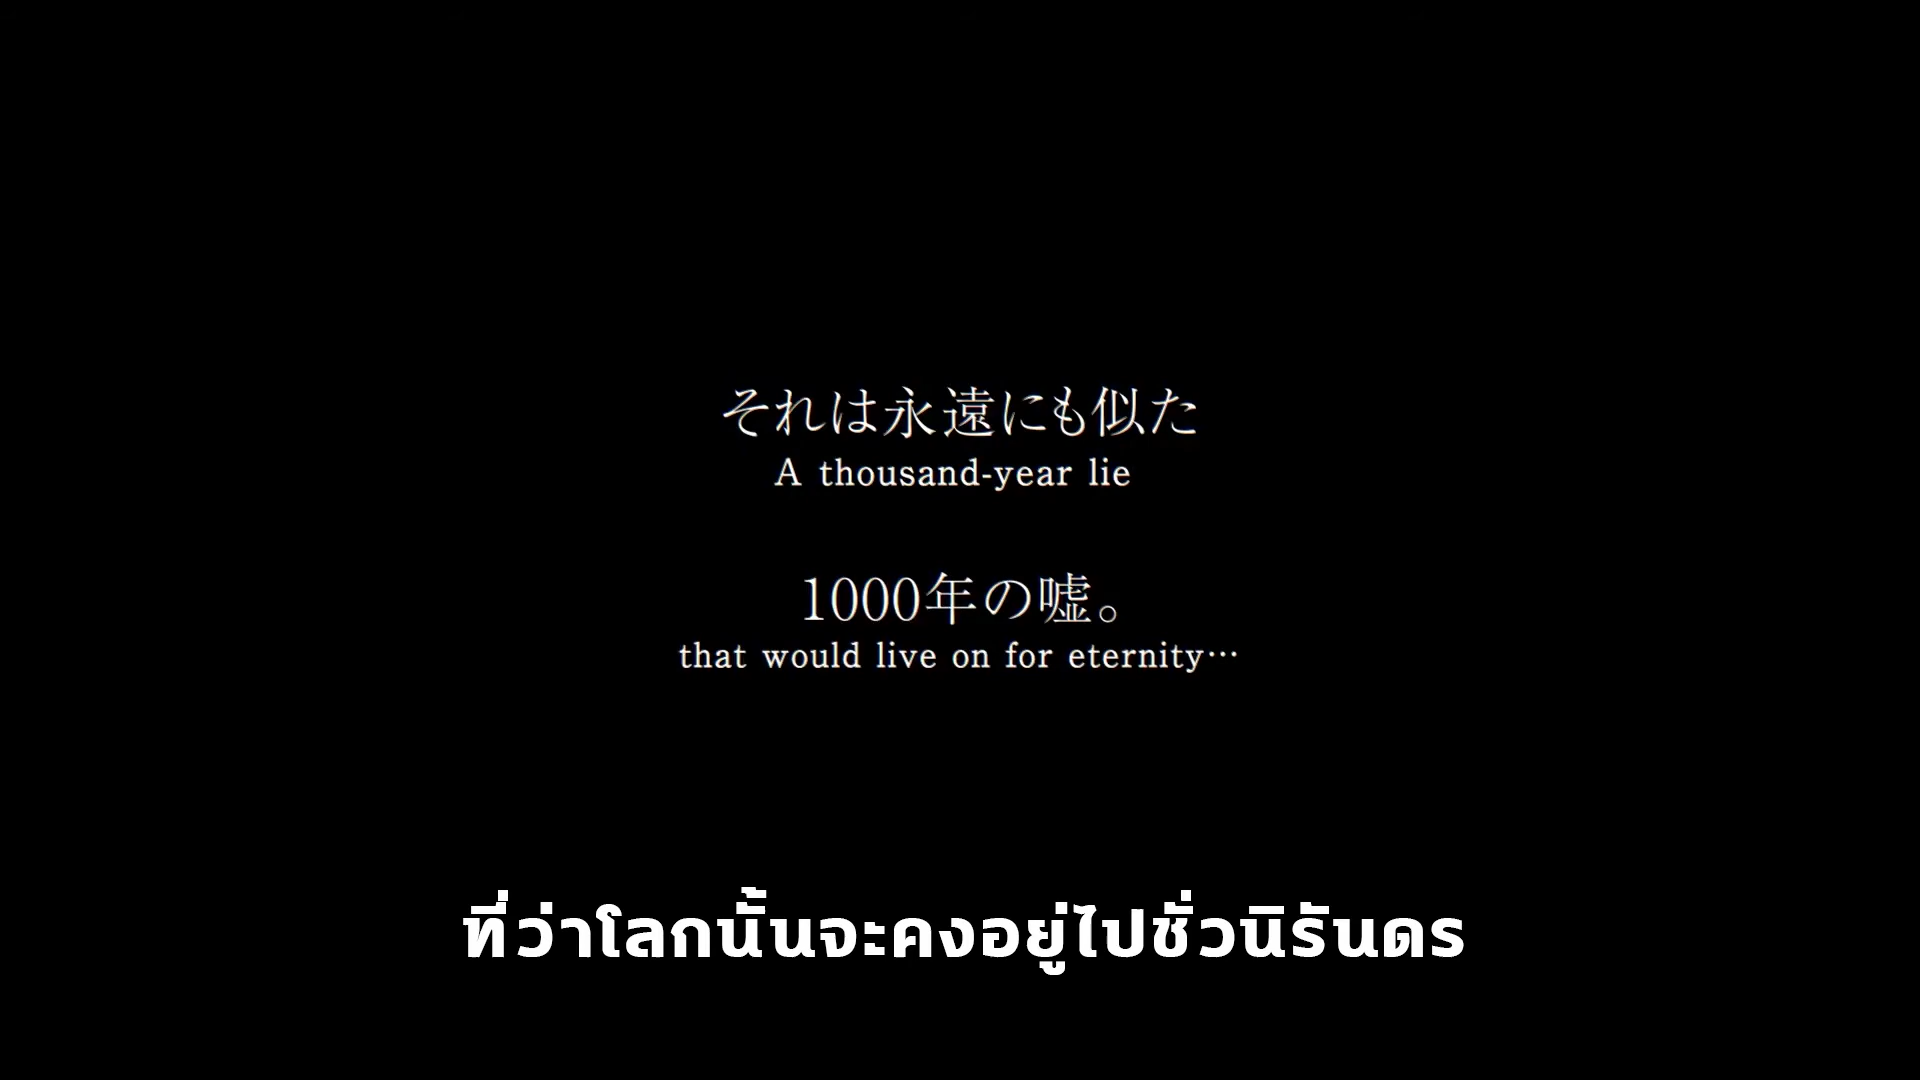 それは永遠にも似た
A thousand-year lie
1000年の嘘。
that would live on for eternity…
ที่ว่าโลกนั้นจะคงอยู่ไปชั่วนิรันดร